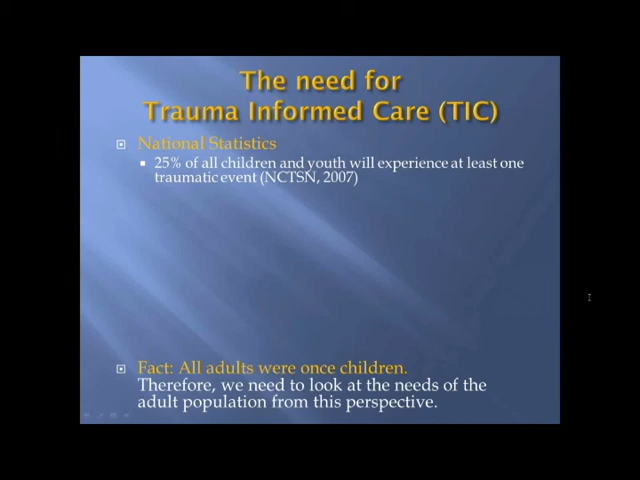 The need for
Trauma Informed Care (TIC)
National Statistics
25% of all children and youth will experience at least one
traumatic event (NCTSN, 2007)
Fact: All adults were once children.
Therefore, we need to look at the needs of the
adult population from this perspective.